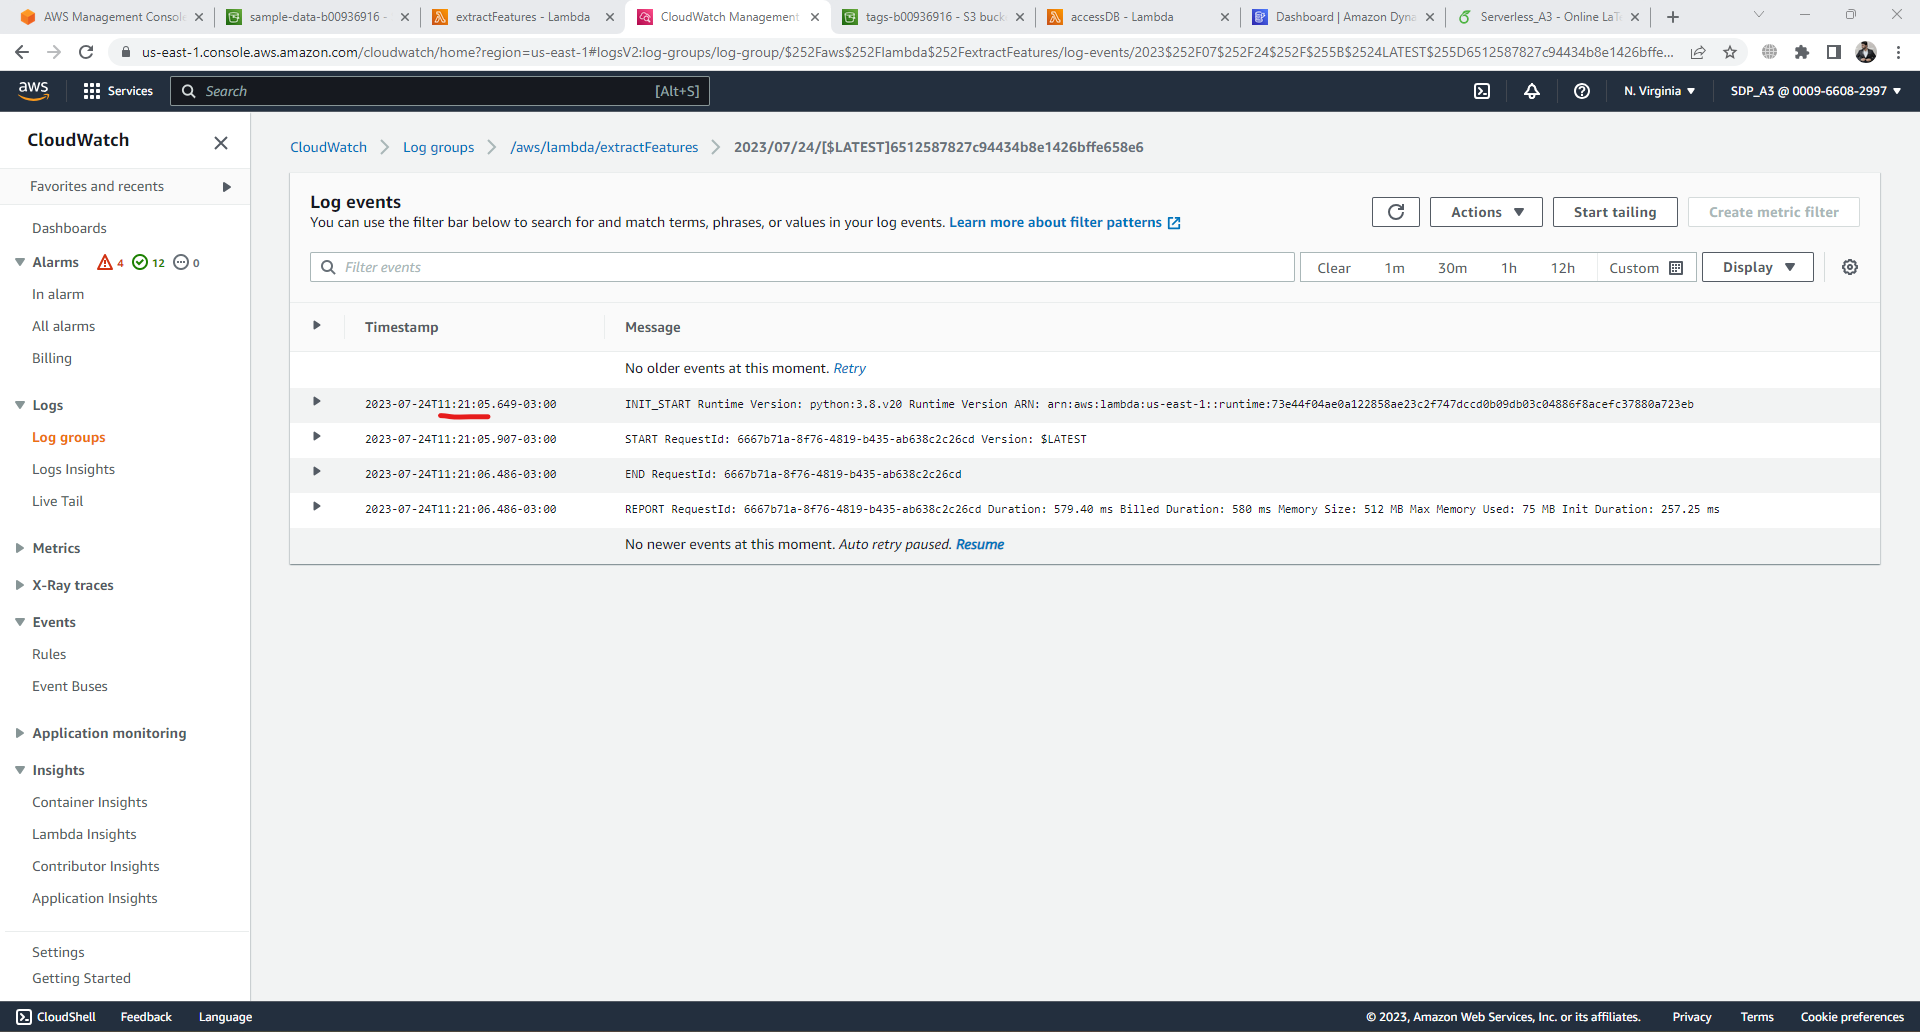 AWS Management Consol
sample-data-b00936916 -
extractFeatures - Lambda
CloudWatch Management
tags-b00936916 - S3 buck
accessDB - Lambda
Dashboard | Amazon Dyna
Serverless_A3 - Online LaT
us-east-1.console.aws.amazon.com/cloudwatch/home?region=us-east-1#logsV2:log-groups/log-group/$252Faws$252Flambda$252FextractFeatures/log-events/2023$252F07$252F24$252F$255B$2524LATEST$255D6512587827c94434b8e1426bffe...
aws
Services
Search
[Alt+S]
N. Virginia
SDP_A3 @ 0009-6608-2997
CloudWatch
Favorites and recents
Dashboards
Alarms 4 12 0
In alarm
All alarms
Billing
Logs
Log groups
Logs Insights
Live Tail
Metrics
X-Ray traces
Events
Rules
Event Buses
Application monitoring
Insights
Container Insights
Lambda Insights
Contributor Insights
Application Insights
Settings
Getting Started
CloudWatch
Log groups
/aws/lambda/extractFeatures
2023/07/24/[$LATEST]6512587827c94434b8e1426bffe658e6
Log events
You can use the filter bar below to search for and match terms, phrases, or values in your log events. Learn more about filter patterns
Actions
Start tailing
Create metric filter
Filter events
Clear 1m 30m 1h 12h Custom
Display
Timestamp Message
No older events at this moment. Retry
2023-07-24T11:21:05.649-03:00 INIT_START Runtime Version: python:3.8.v20 Runtime Version ARN: arn:aws:lambda:us-east-1::runtime:73e44f04ae0a122858ae23c2f747dccd0b09db03c04886f8acefc37880a723eb
2023-07-24T11:21:05.907-03:00 START RequestId: 6667b71a-8f76-4819-b435-ab638c2c26cd Version: $LATEST
2023-07-24T11:21:06.486-03:00 END RequestId: 6667b71a-8f76-4819-b435-ab638c2c26cd
2023-07-24T11:21:06.486-03:00 REPORT RequestId: 6667b71a-8f76-4819-b435-ab638c2c26cd Duration: 579.40 ms Billed Duration: 580 ms Memory Size: 512 MB Max Memory Used: 75 MB Init Duration: 257.25 ms
No newer events at this moment. Auto retry paused. Resume
CloudShell
Feedback
Language
© 2023, Amazon Web Services, Inc. or its affiliates.
Privacy
Terms
Cookie preferences